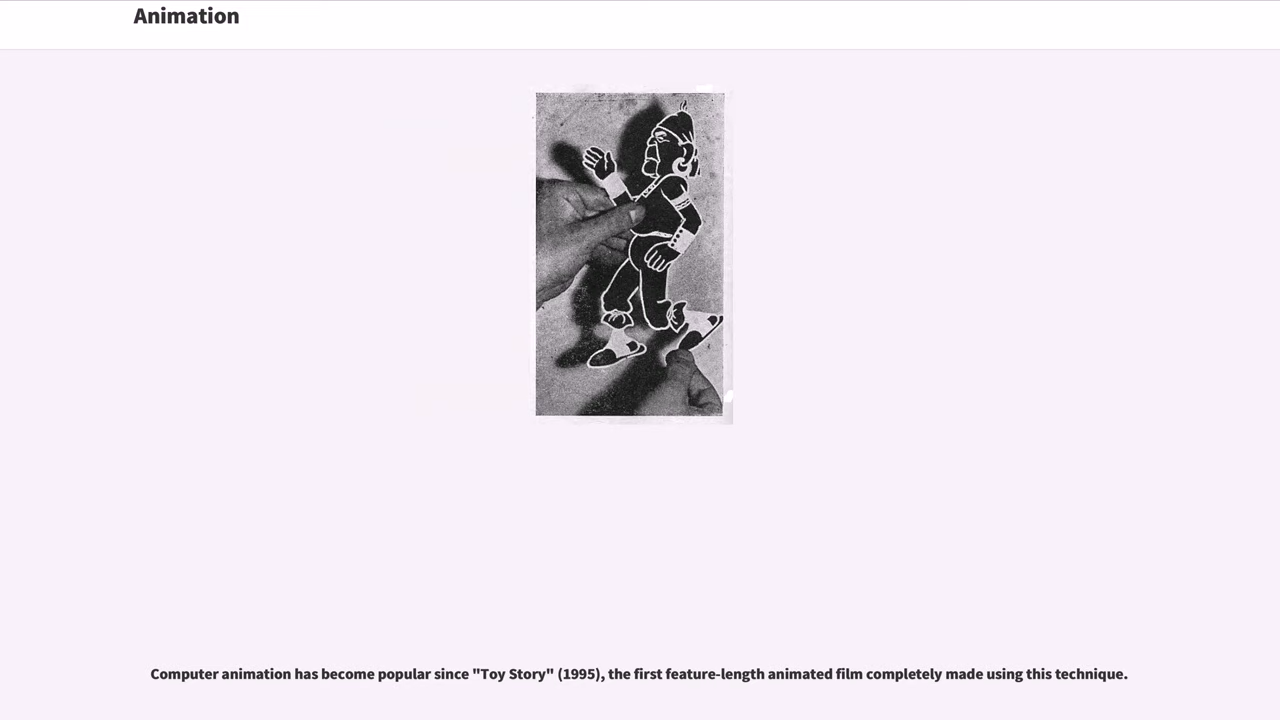 Animation
Computer animation has become popular since "Toy Story" (1995), the first feature-length animated film completely made using this technique.